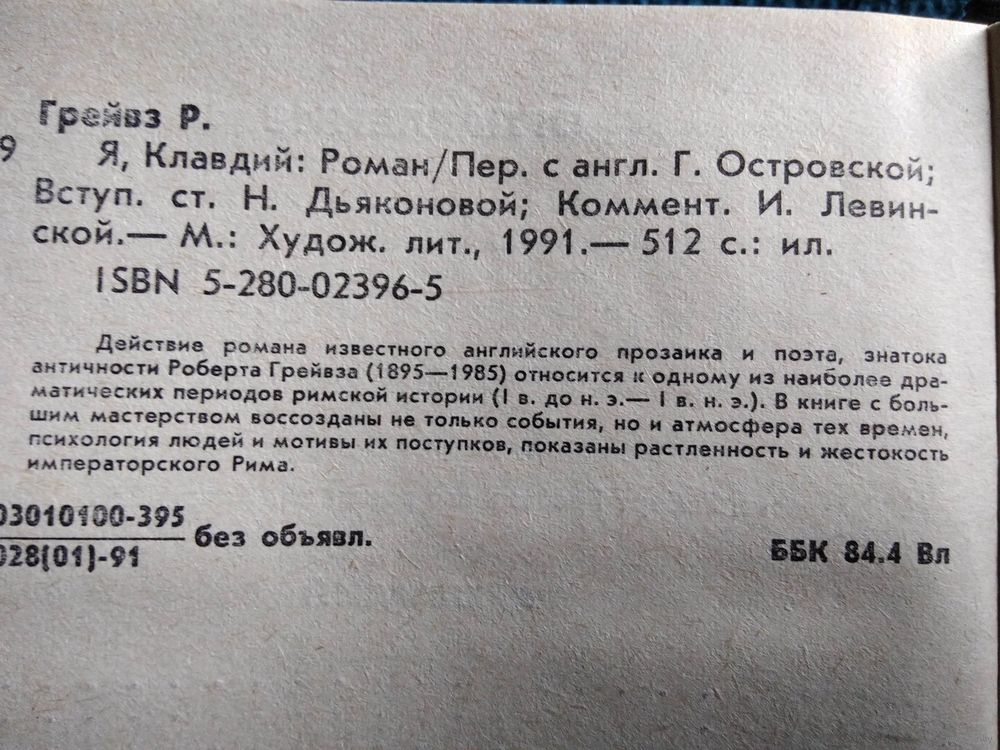 Грейвз Р.
9 Я, Клавдий: Роман/Пер. с англ. Г. Островской;
Вступ. ст. Н. Дьяконовой; Коммент. И. Левин-
ской.— М.: Худож. лит., 1991.— 512 с.: ил.
ISBN 5-280-02396-5
Действие романа известного английского прозаика и поэта, знатока
античности Роберта Грейвза (1895—1985) относится к одному из наиболее дра-
матических периодов римской истории (I в. до н. э.— I в. н. э.). В книге с боль-
шим мастерством воссозданы не только события, но и атмосфера тех времен,
психология людей и мотивы их поступков, показаны растленность и жестокость
императорского Рима.
03010100-395
028(01)-91
без объявл.
ББК 84.4 Вл